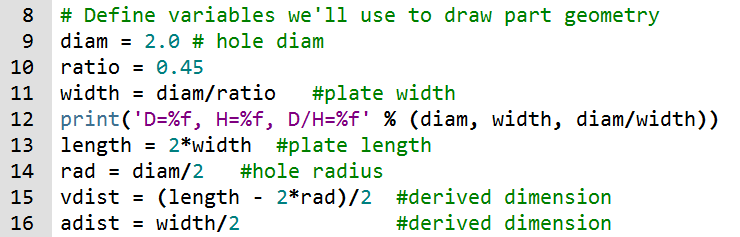 8 # Define variables we'll use to draw part geometry
9 diam = 2.0 # hole diam
10 ratio = 0.45
11 width = diam/ratio   #plate width
12 print('D=%f, H=%f, D/H=%f' % (diam, width, diam/width))
13 length = 2*width  #plate length
14 rad = diam/2   #hole radius
15 vdist = (length - 2*rad)/2  #derived dimension
16 adist = width/2             #derived dimension